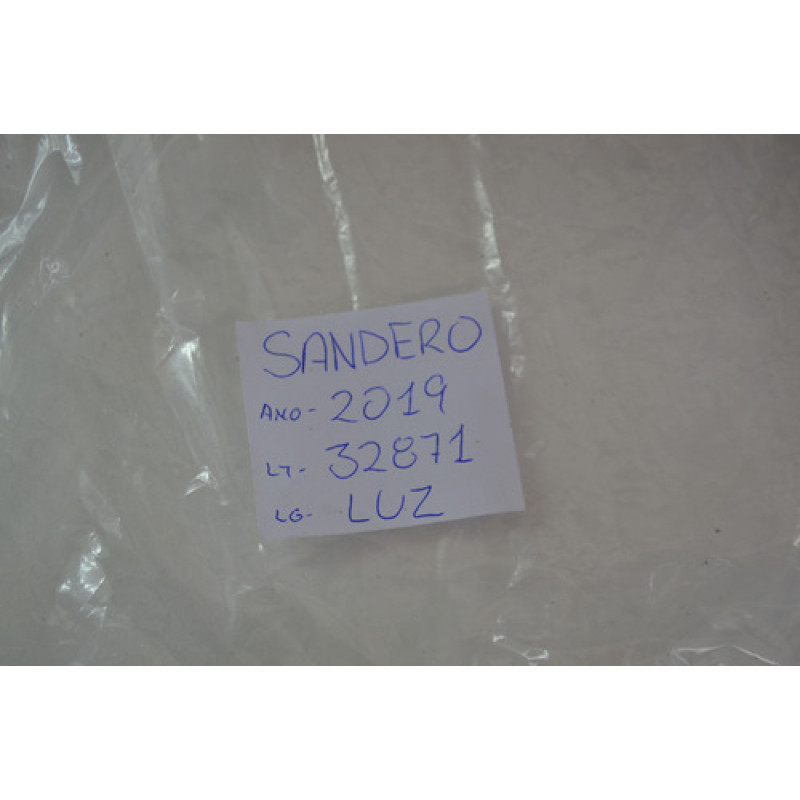 SANDERO
ANO- 2019
LT- 32871
LG- LUZ